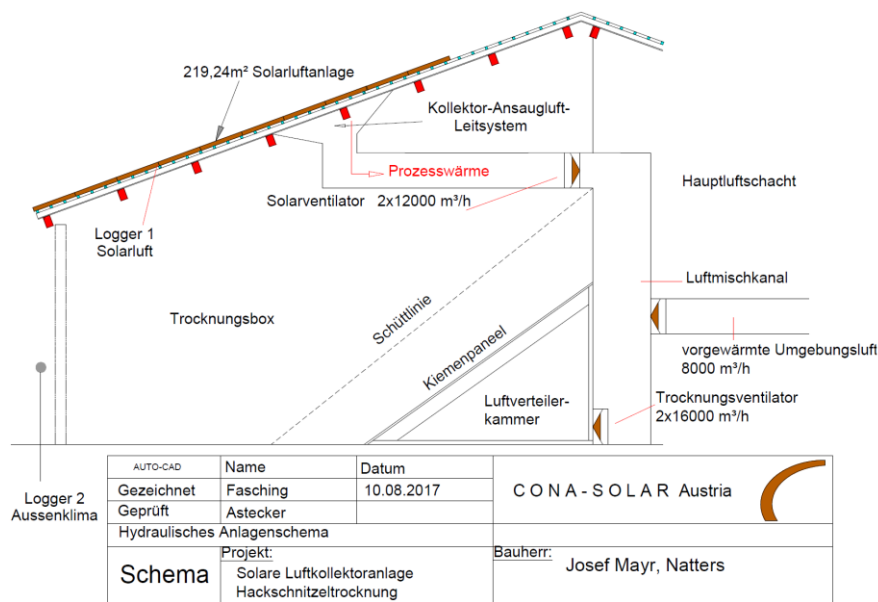 219,24m² Solarluftanlage
Kollektor-Ansaugluft-
Leitsystem
Prozesswärme
Solarventilator 2x12000 m³/h
Hauptluftschacht
Logger 1
Solarluft
Luftmischkanal
Trocknungsbox
Schüttlinie
Kiemenpaneel
vorgewärmte Umgebungsluft
8000 m³/h
Luftverteiler-
kammer
Trocknungsventilator
2x16000 m³/h
Logger 2
Aussenklima
AUTO-CAD Name Datum
Gezeichnet Fasching 10.08.2017
Geprüft Astecker
CONA-SOLAR Austria
Hydraulisches Anlagenschema
Schema
Projekt:
Solare Luftkollektoranlage
Hackschnitzeltrocknung
Bauherr:
Josef Mayr, Natters